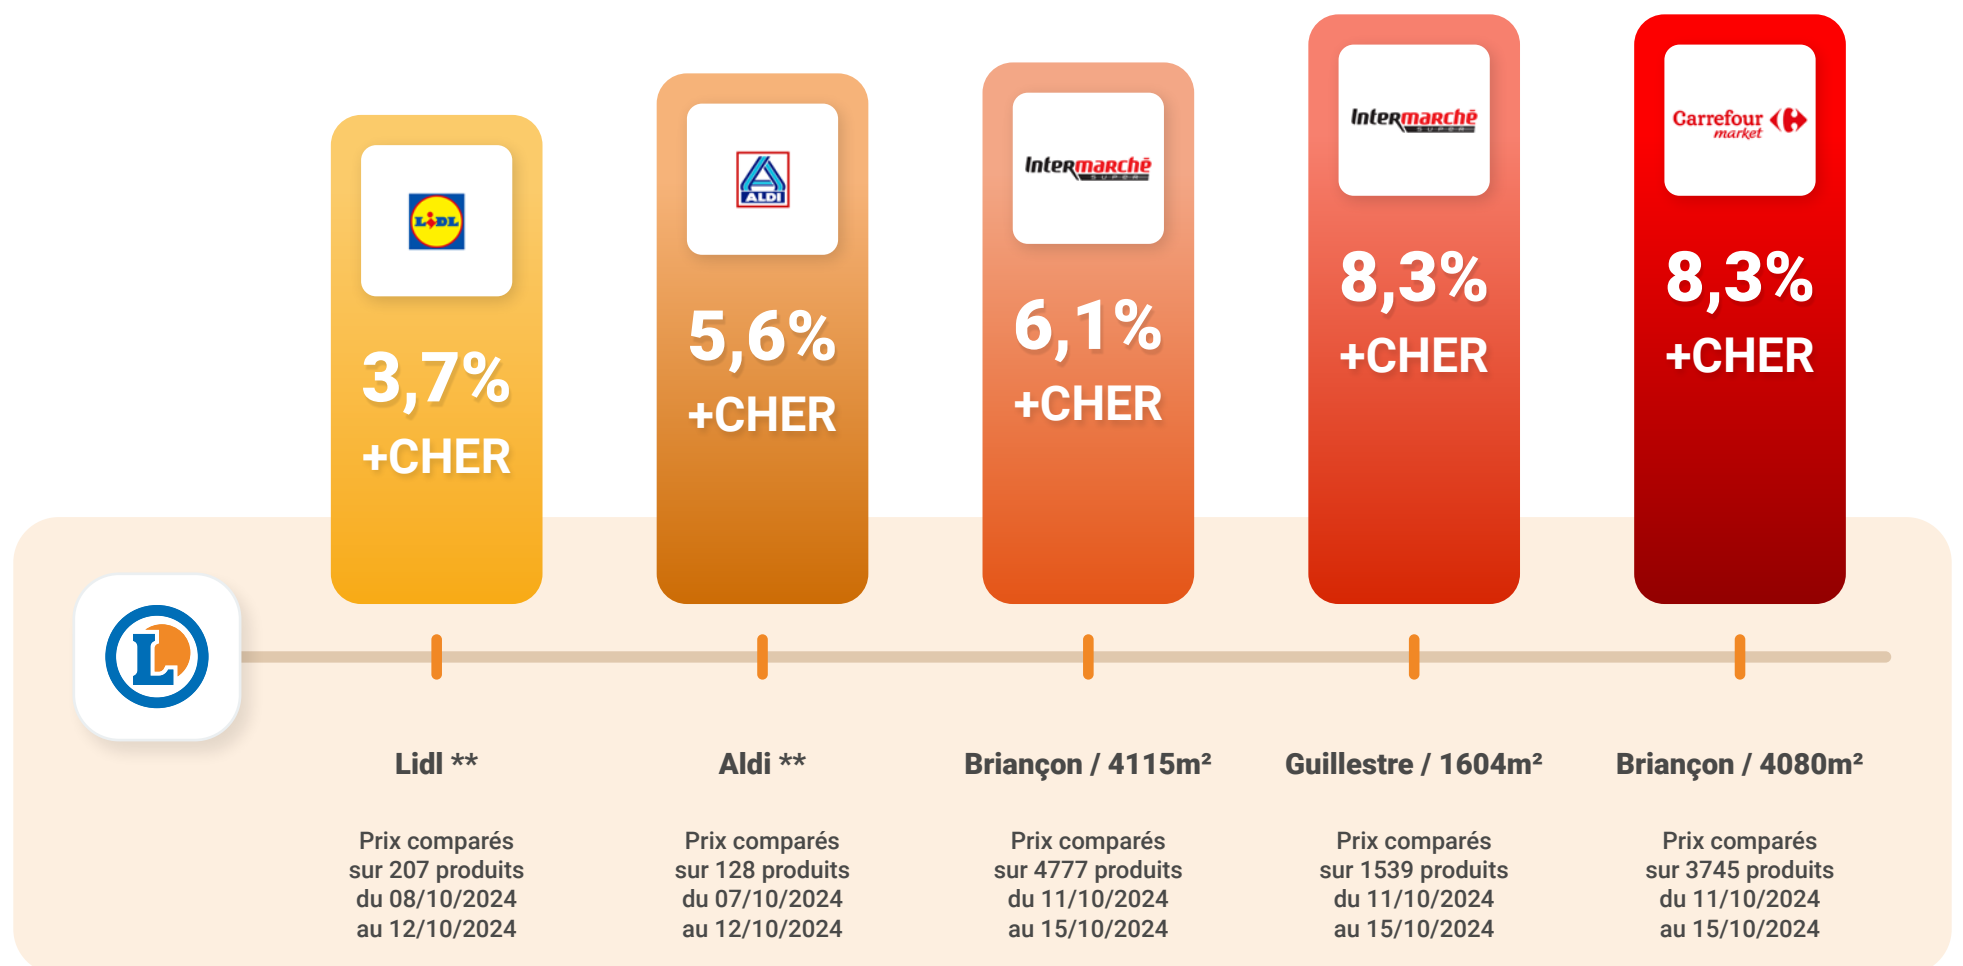 LIDL
3,7%
+CHER
ALDI
5,6%
+CHER
Intermarchē
SUPER
6,1%
+CHER
Intermarchē
SUPER
8,3%
+CHER
Carrefour
market
8,3%
+CHER
L
Lidl **
Prix comparés
sur 207 produits
du 08/10/2024
au 12/10/2024
Aldi **
Prix comparés
sur 128 produits
du 07/10/2024
au 12/10/2024
Briançon / 4115m²
Prix comparés
sur 4777 produits
du 11/10/2024
au 15/10/2024
Guillestre / 1604m²
Prix comparés
sur 1539 produits
du 11/10/2024
au 15/10/2024
Briançon / 4080m²
Prix comparés
sur 3745 produits
du 11/10/2024
au 15/10/2024